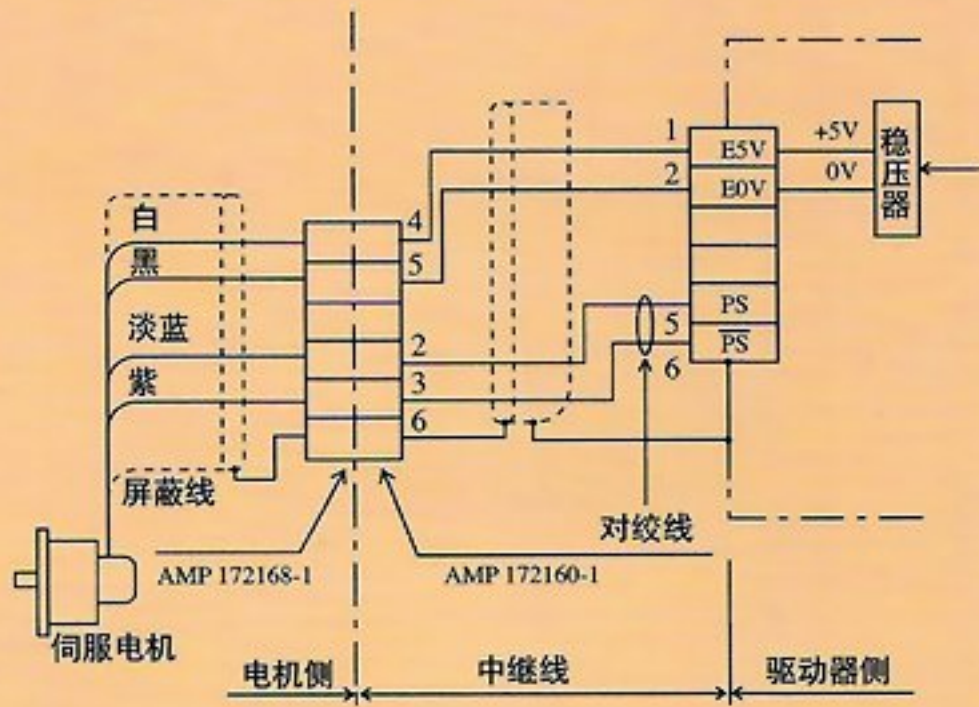 1
E5V
+5V
稳压器
2
E0V
0V
白
4
黑
5
PS
淡蓝
5
2
PS
紫
3
6
6
屏蔽线
对绞线
AMP 172168-1
AMP 172160-1
伺服电机
电机侧
中继线
驱动器侧